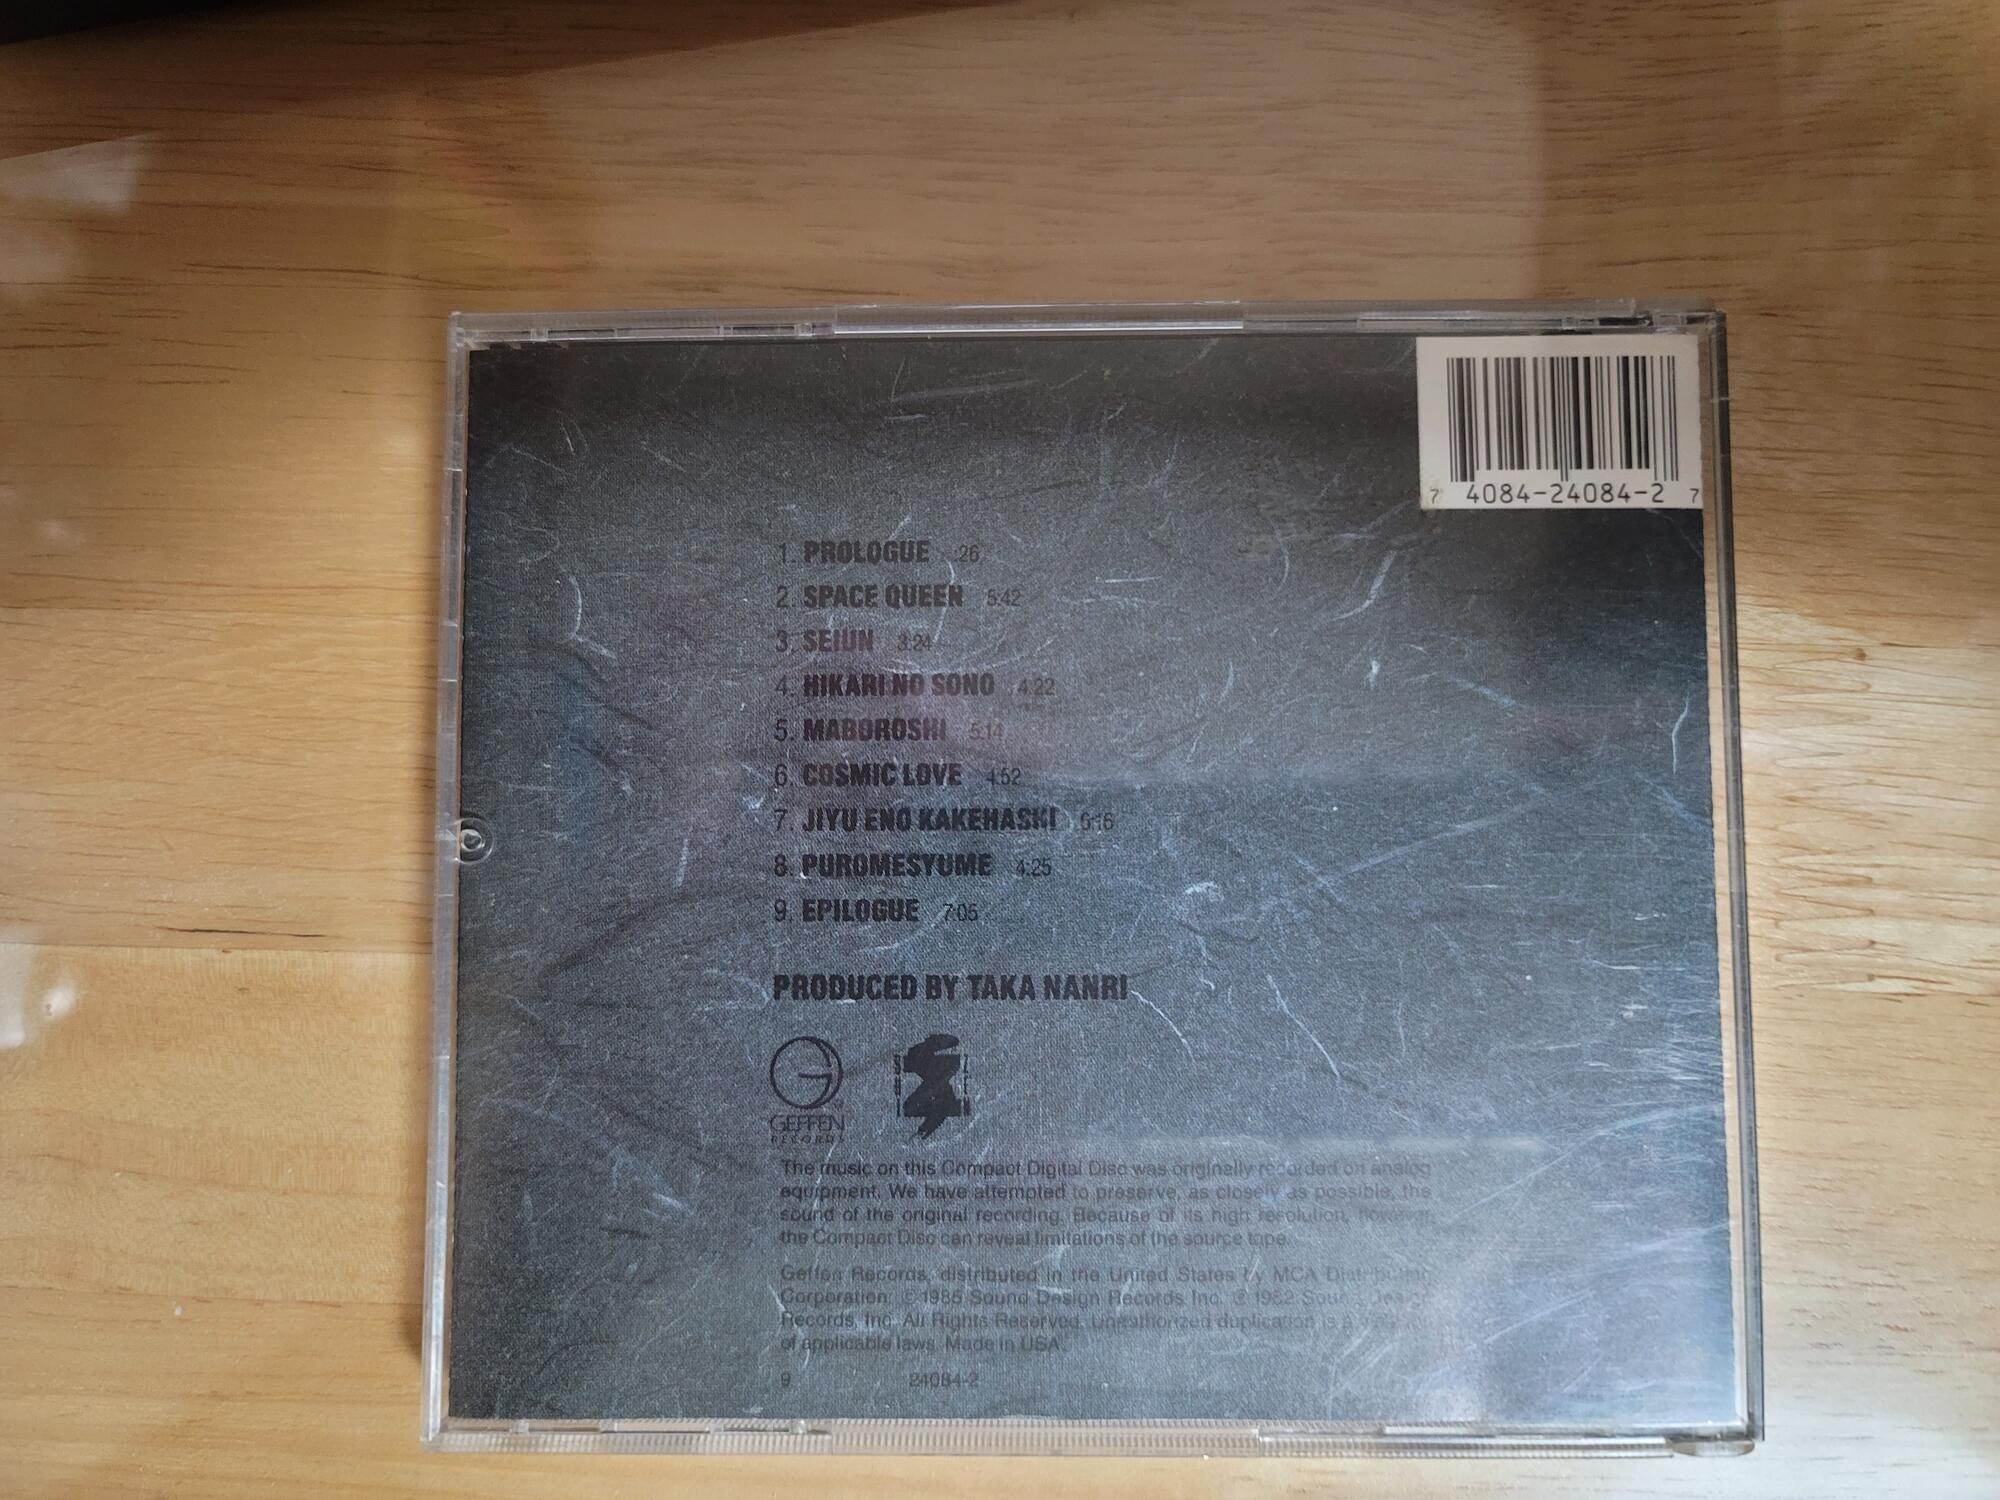 7 4084-24084-2 7
1. PROLOGUE :26
2. SPACE QUEEN 5:42
3. SEIUN 3:24
4. HIKARI NO SONO 4:22
5. MABOROSHI 5:14
6. COSMIC LOVE 4:52
7. JIYU ENO KAKEHASKI 6:16
8. PUROMESYUME 4:25
9. EPILOGUE 7:05
PRODUCED BY TAKA NANRI
GEFFEN
RECORDS
The music on this Compact Digital Disc was originally recorded on analog
equipment. We have attempted to preserve, as closely as possible, the
sound of the original recording. Because of its high resolution, however,
the Compact Disc can reveal limitations of the source tape.
Geffen Records, distributed in the United States by MCA Distributing
Corporation. © 1985 Sound Design Records Inc. ℗ 1982 Sound Design
Records, Inc. All Rights Reserved. Unauthorized duplication is a violation
of applicable laws. Made in USA.
9 24084-2